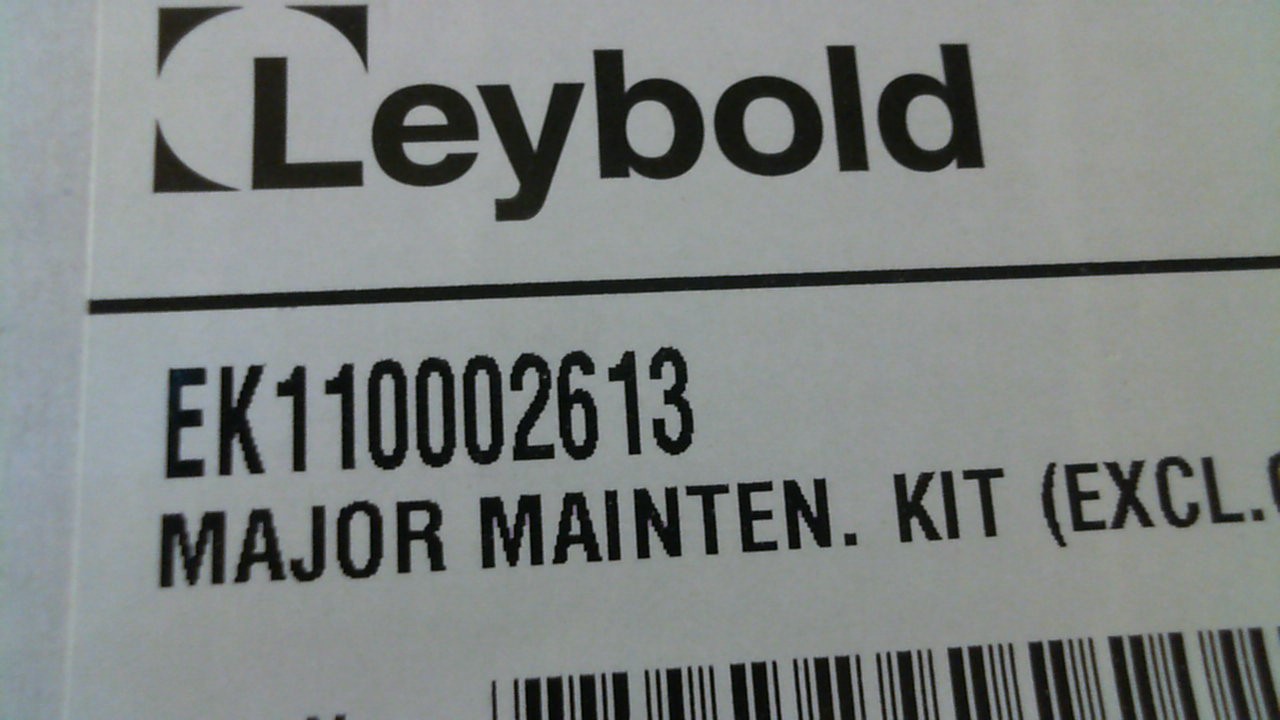 Leybold
EK110002613
MAJOR MAINTEN. KIT (EXCL.